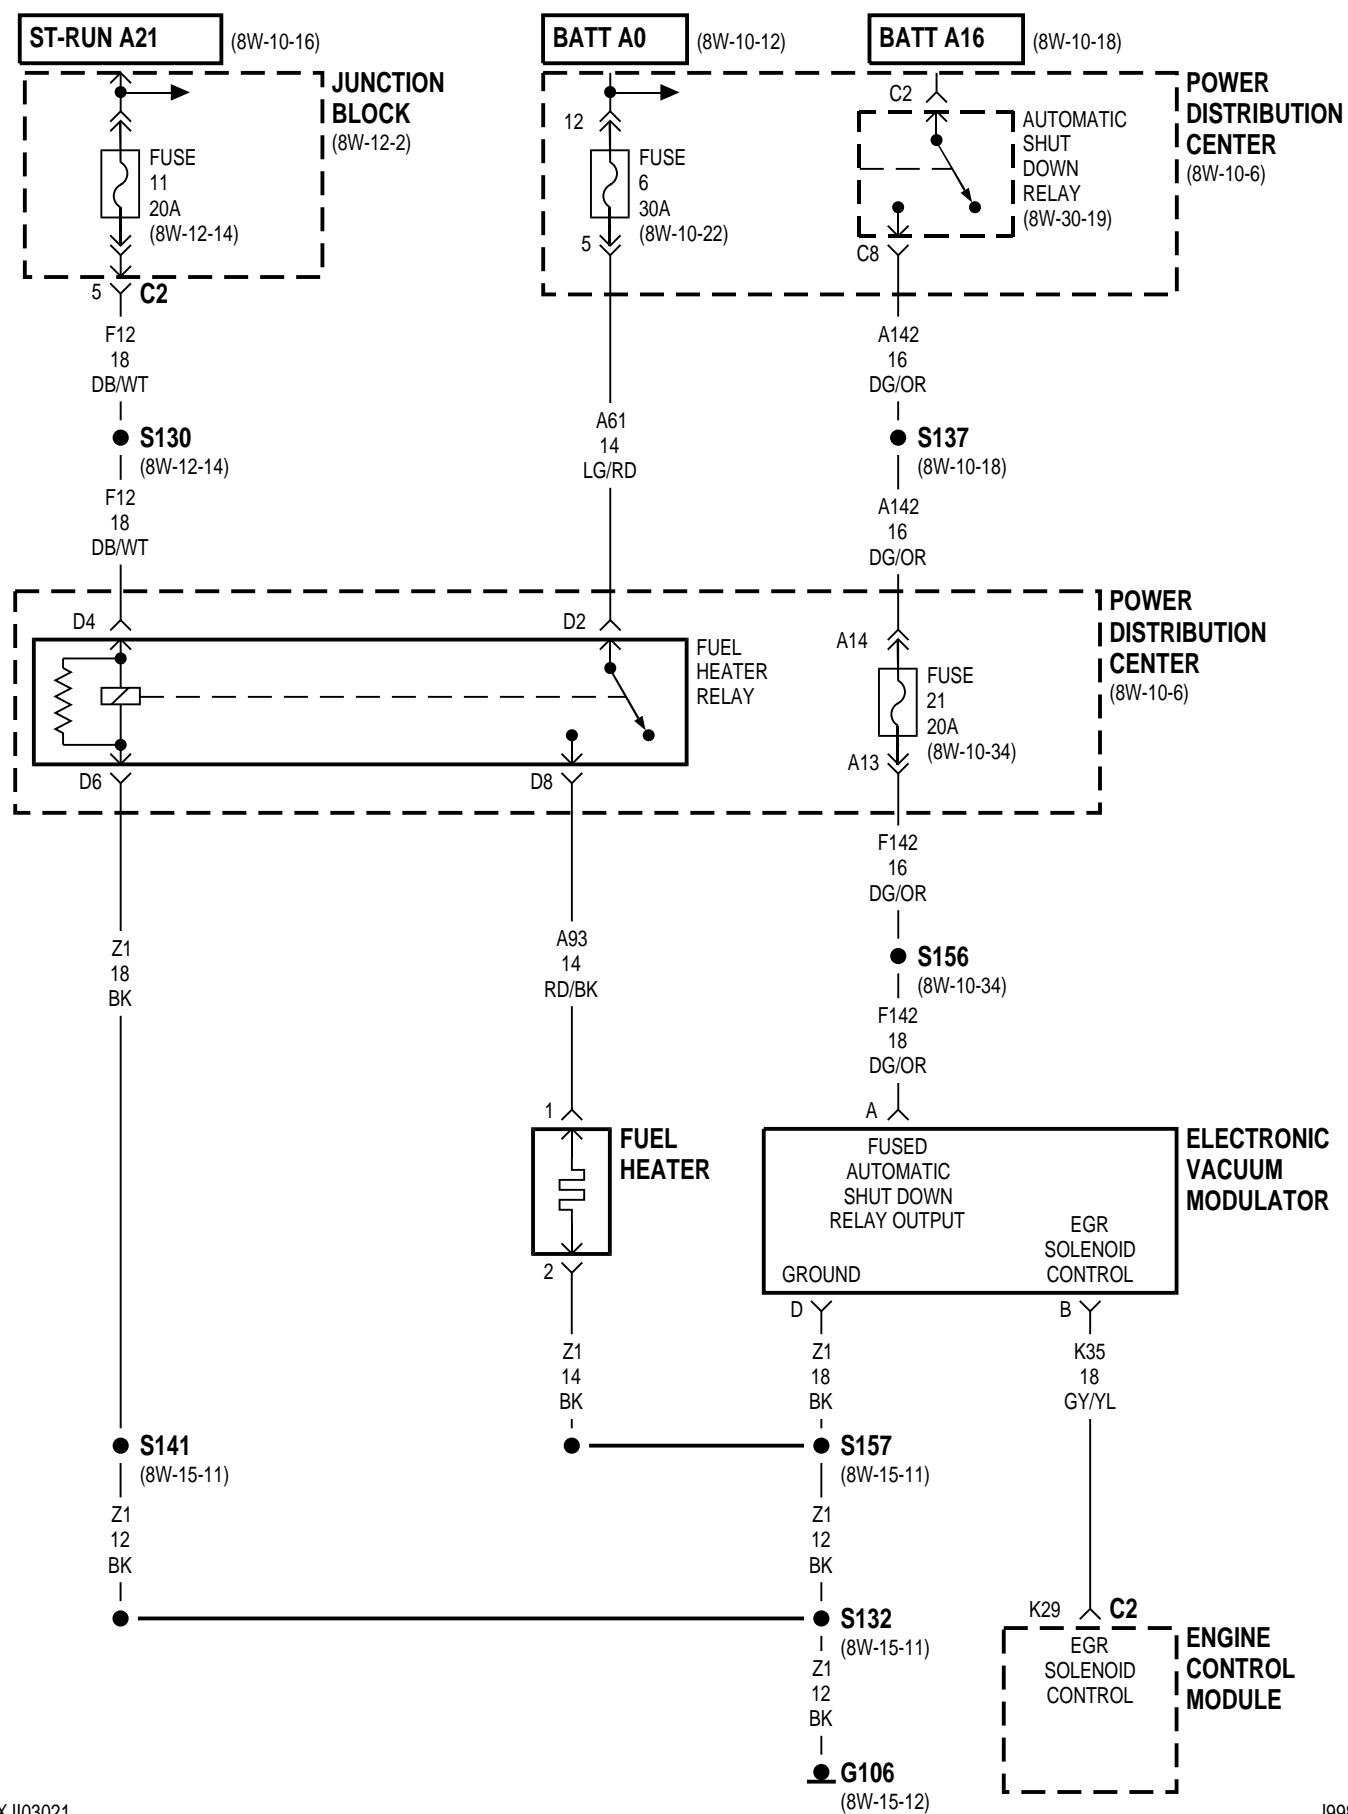 ST-RUN A21 (8W-10-16)
BATT A0 (8W-10-12)
BATT A16 (8W-10-18)
JUNCTION
BLOCK
(8W-12-2)
FUSE
11
20A
(8W-12-14)
5 C2
12
FUSE
6
30A
(8W-10-22)
5
C2
AUTOMATIC
SHUT
DOWN
RELAY
(8W-30-19)
C8
POWER
DISTRIBUTION
CENTER
(8W-10-6)
F12
18
DB/WT
S130
(8W-12-14)
F12
18
DB/WT
A61
14
LG/RD
A142
16
DG/OR
S137
(8W-10-18)
A142
16
DG/OR
D4
D2
FUEL
HEATER
RELAY
D6
D8
A14
FUSE
21
20A
(8W-10-34)
A13
POWER
DISTRIBUTION
CENTER
(8W-10-6)
Z1
18
BK
A93
14
RD/BK
F142
16
DG/OR
S156
(8W-10-34)
F142
18
DG/OR
1
FUEL
HEATER
2
A
FUSED
AUTOMATIC
SHUT DOWN
RELAY OUTPUT
GROUND
EGR
SOLENOID
CONTROL
ELECTRONIC
VACUUM
MODULATOR
D
B
Z1
14
BK
Z1
18
BK
K35
18
GY/YL
S141
(8W-15-11)
S157
(8W-15-11)
Z1
12
BK
Z1
12
BK
S132
(8W-15-11)
K29 C2
EGR
SOLENOID
CONTROL
ENGINE
CONTROL
MODULE
Z1
12
BK
G106
(8W-15-12)